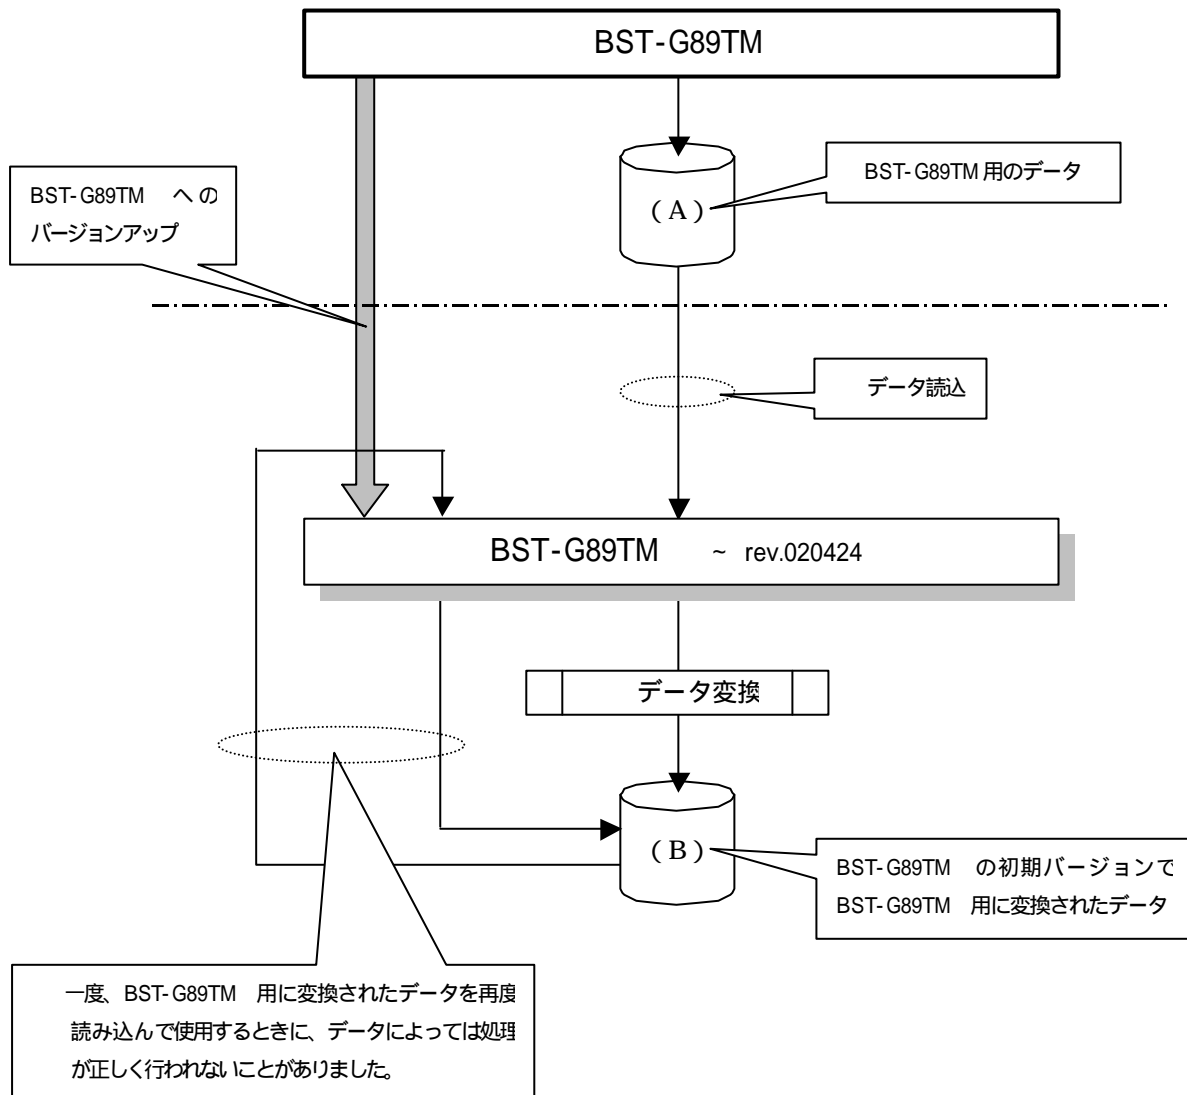 BST-G89TM
BST-G89TM 用のデータ
(A)
BST-G89TM への
バージョンアップ
データ読込
BST-G89TM ~ rev.020424
データ変換
(B)
BST-G89TM の初期バージョンで
BST-G89TM 用に変換されたデータ
一度、BST-G89TM 用に変換されたデータを再度
読み込んで使用するときに、データによっては処理
が正しく行われないことがありました。